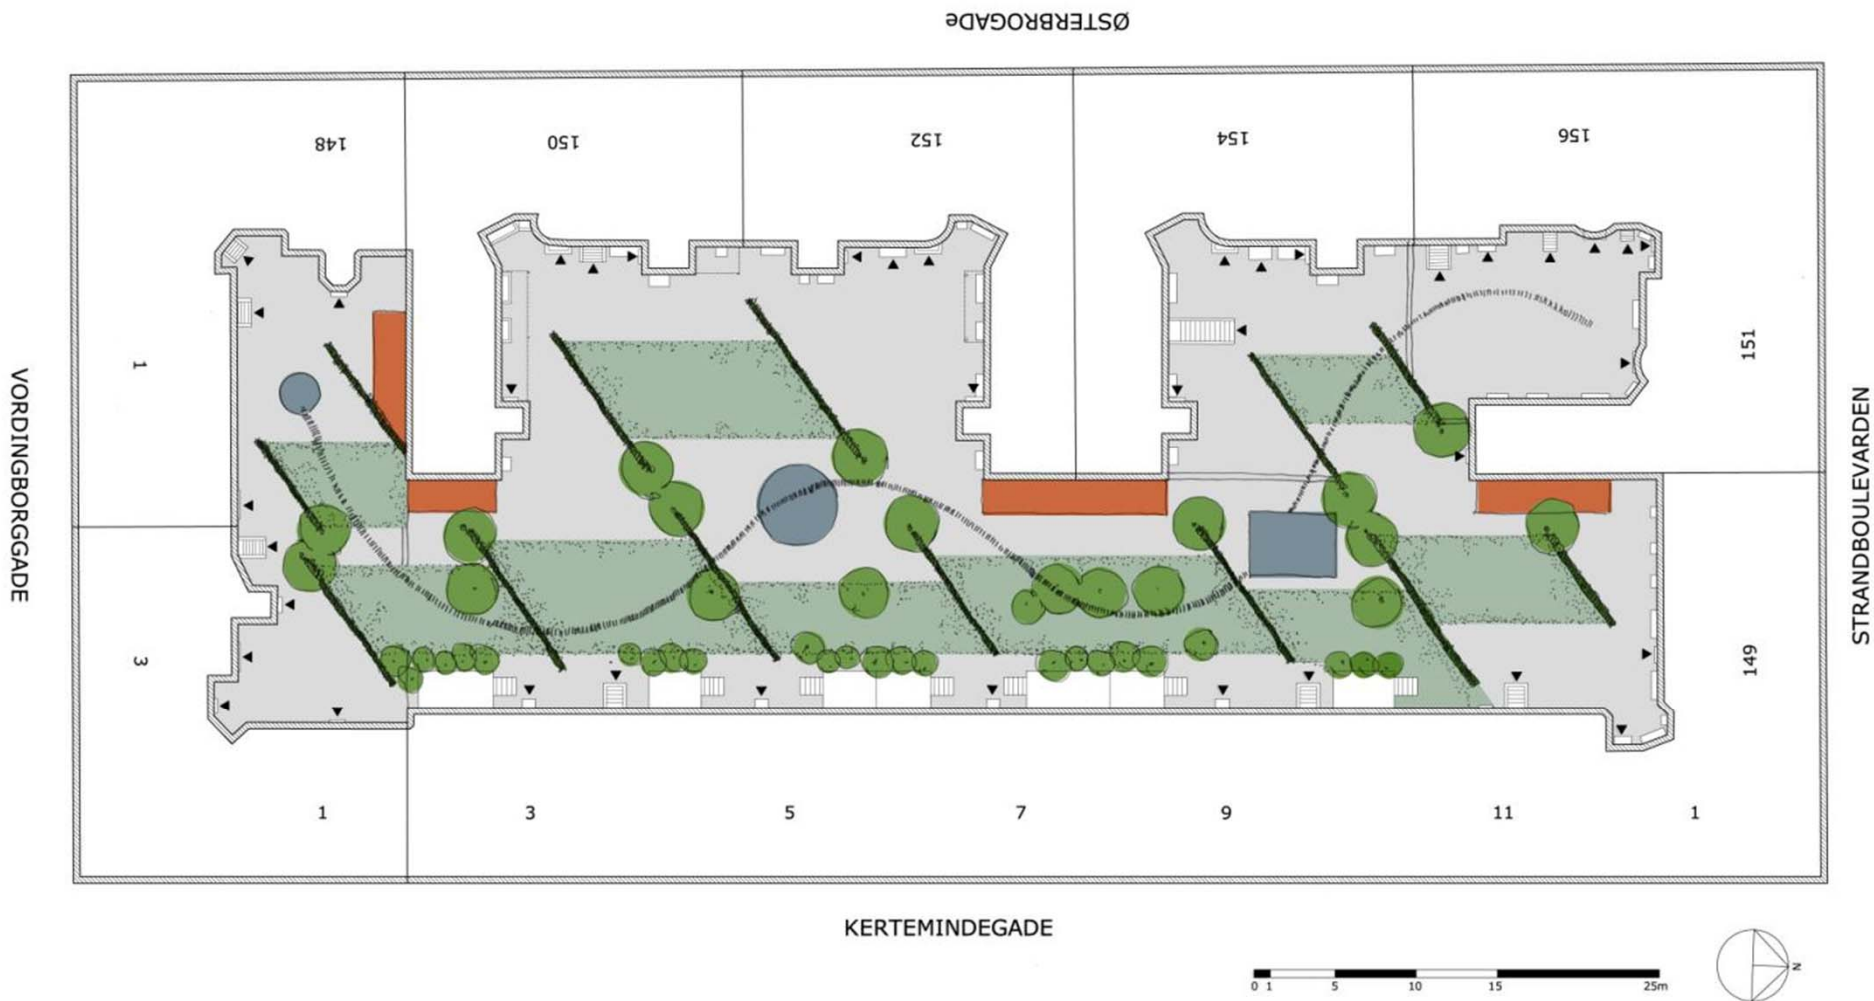 ØSTERBROGADe
148
150
152
154
156
VORDINGBORGGADE
1
3
151
149
STRANDBOULEVARDEN
1
3
5
7
9
11
1
KERTEMINDEGADE
0 1 5 10 15 25m
N